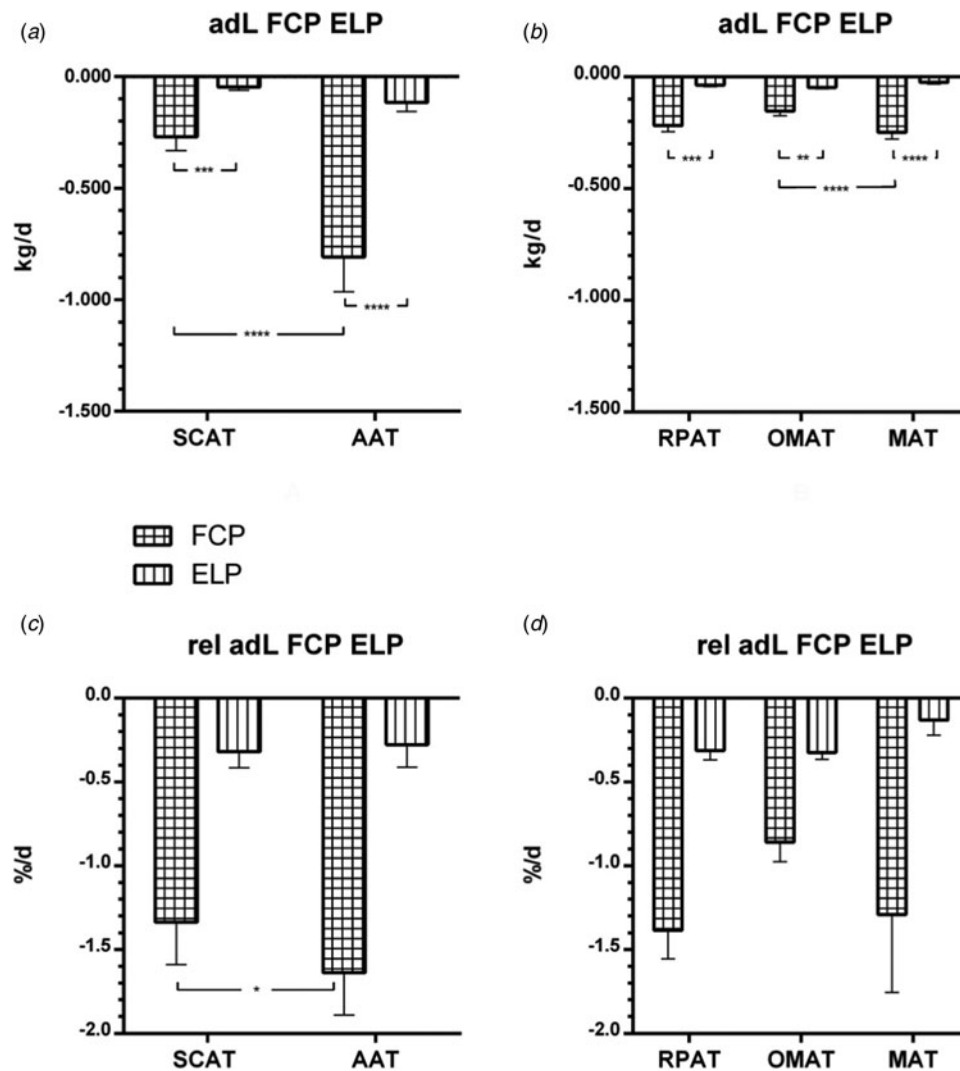 (a)
adL FCP ELP
0.000
-0.500
-1.000
-1.500
kg/d
***
****
****
SCAT
AAT
(b)
adL FCP ELP
0.000
-0.500
-1.000
-1.500
kg/d
***
**
****
****
RPAT
OMAT
MAT
A
B
FCP
ELP
(c)
rel adL FCP ELP
0.0
-0.5
-1.0
-1.5
-2.0
%/d
*
SCAT
AAT
(d)
rel adL FCP ELP
0.0
-0.5
-1.0
-1.5
-2.0
%/d
RPAT
OMAT
MAT